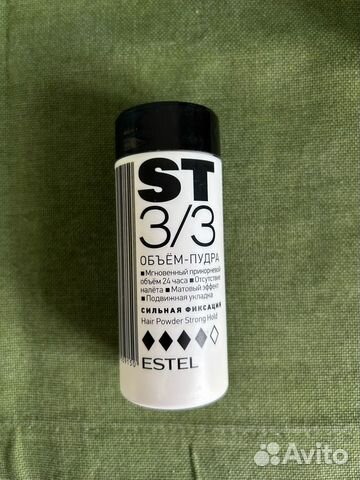 ST
3/3
ОБЪЁМ-ПУДРА
▪Мгновенный прикорневой
объём 24 часа ▪Отсутствие
налёта ▪Матовый эффект
▪Подвижная укладка
СИЛЬНАЯ ФИКСАЦИЯ
Hair Powder Strong Hold
ESTEL
Avito